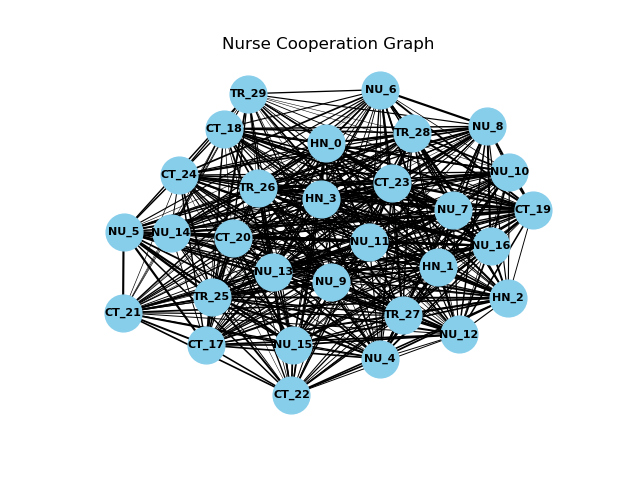 Nurse Cooperation Graph
NU_6
TR_29
NU_8
CT_18
TR_28
HN_0
NU_10
CT_24
CT_23
TR_26
HN_3
NU_7
CT_19
NU_5
NU_14
CT_20
NU_11
NU_16
HN_1
NU_13
NU_9
TR_25
HN_2
CT_21
TR_27
NU_12
CT_17
NU_15
NU_4
CT_22